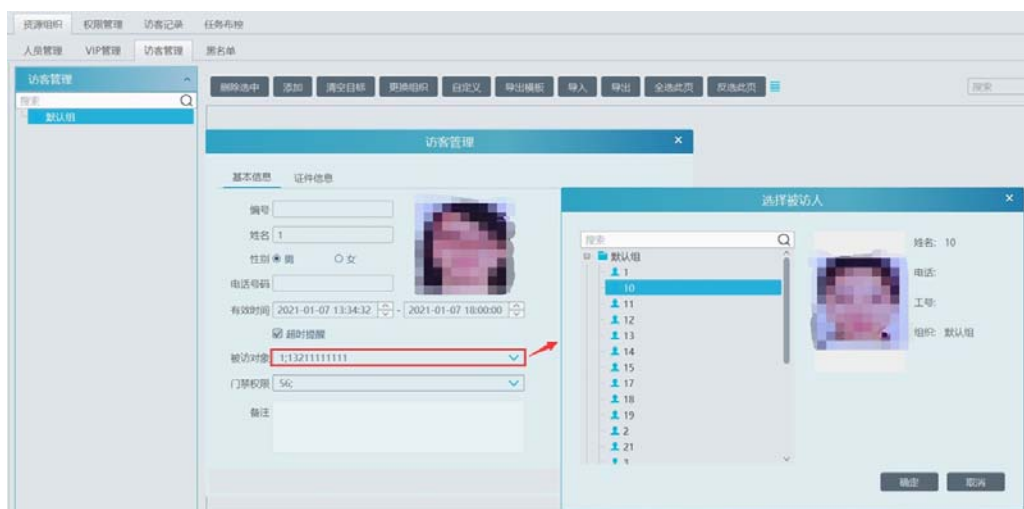 资源组织 权限管理 访客记录 任务布控
人员管理 VIP管理 访客管理 黑名单
访客管理
搜索
默认组
删除选中 添加 清空目标 更换组织 自定义 导出模板 导入 导出 全选此页 反选此页 搜索
访客管理
基本信息 证件信息
编号
姓名 1
性别 男 女
电话号码
有效时间 2021-01-07 13:34:32 - 2021-01-07 18:00:00
超时提醒
被访对象 1;13211111111
门禁权限 56;
备注
选择被访人
搜索
默认组
1
10
11
12
13
14
15
17
18
19
2
21
3
姓名: 10
电话:
工号:
组织: 默认组
确定 取消